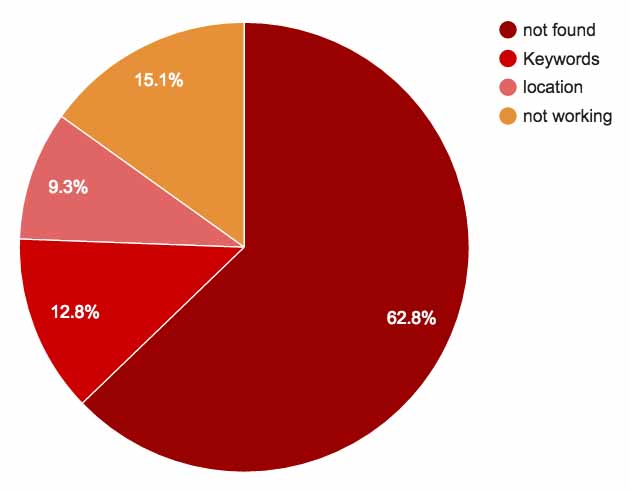 not found
Keywords
location
not working
15.1%
9.3%
12.8%
62.8%